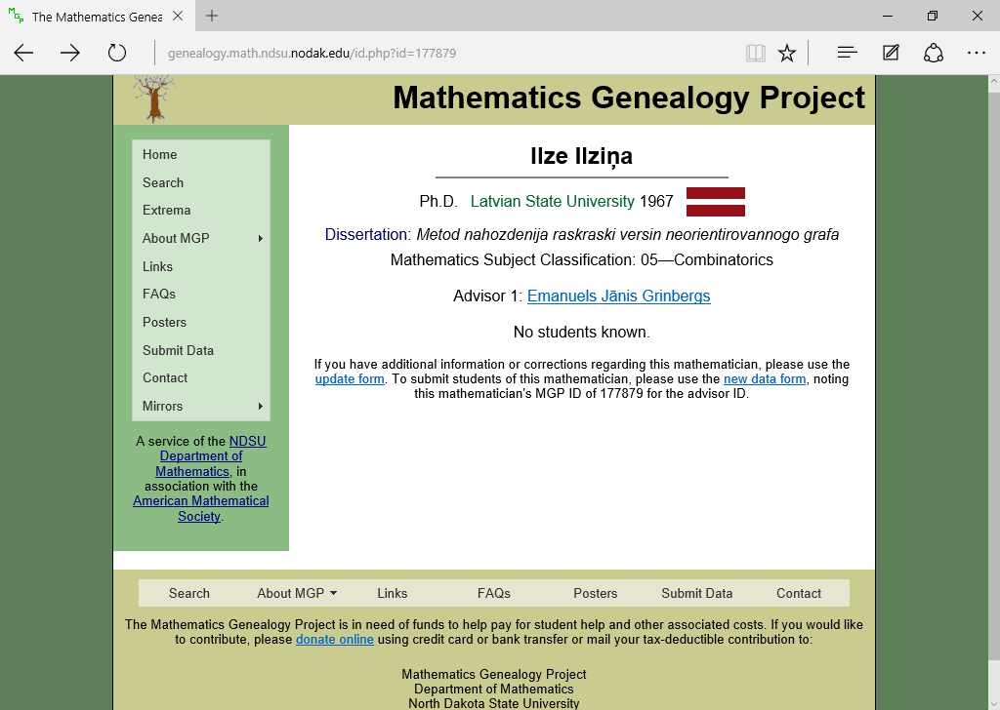 The Mathematics Genea
genealogy.math.ndsu.nodak.edu/id.php?id=177879
Mathematics Genealogy Project
Home
Search
Extrema
About MGP
Links
FAQs
Posters
Submit Data
Contact
Mirrors
A service of the NDSU
Department of
Mathematics, in
association with the
American Mathematical
Society.
Ilze Ilziņa
Ph.D. Latvian State University 1967
Dissertation: Metod nahozdenija raskraski versin neorientirovannogo grafa
Mathematics Subject Classification: 05—Combinatorics
Advisor 1: Emanuels Jānis Grinbergs
No students known.
If you have additional information or corrections regarding this mathematician, please use the
update form. To submit students of this mathematician, please use the new data form, noting
this mathematician's MGP ID of 177879 for the advisor ID.
Search About MGP Links FAQs Posters Submit Data Contact
The Mathematics Genealogy Project is in need of funds to help pay for student help and other associated costs. If you would like
to contribute, please donate online using credit card or bank transfer or mail your tax-deductible contribution to:
Mathematics Genealogy Project
Department of Mathematics
North Dakota State University